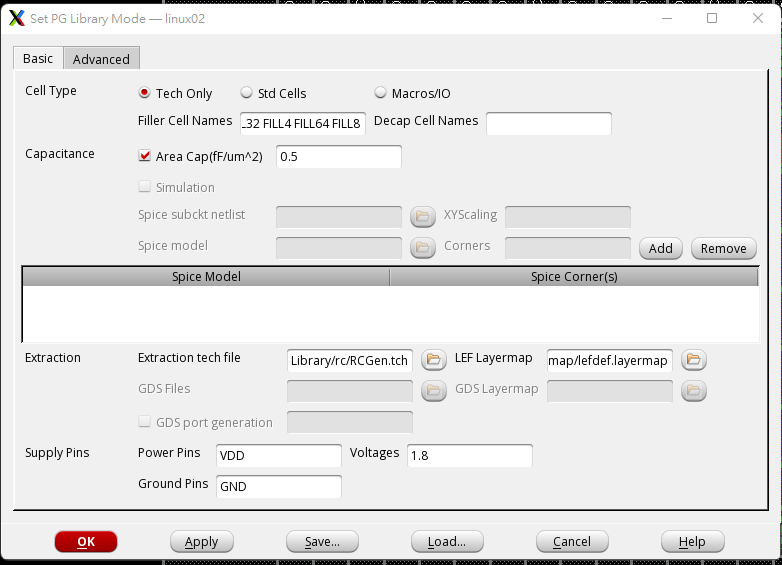 Set PG Library Mode — linux02
Basic Advanced
Cell Type Tech Only Std Cells Macros/IO
Filler Cell Names _32 FILL4 FILL64 FILL8 Decap Cell Names
Capacitance Area Cap(fF/um^2) 0.5
Simulation
Spice subckt netlist XYScaling
Spice model Corners Add Remove
Spice Model Spice Corner(s)
Extraction Extraction tech file Library/rc/RCGen.tch LEF Layermap map/lefdef.layermap
GDS Files GDS Layermap
GDS port generation
Supply Pins Power Pins VDD Voltages 1.8
Ground Pins GND
OK Apply Save... Load... Cancel Help